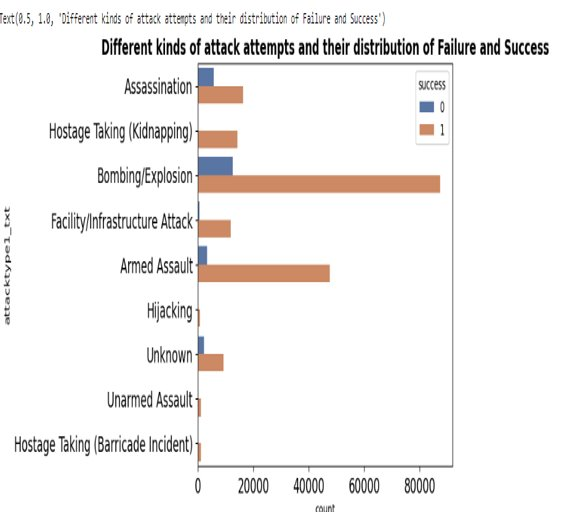 Text(0.5, 1.0, 'Different kinds of attack attempts and their distribution of Failure and Success')
Different kinds of attack attempts and their distribution of Failure and Success
success
0
1
attacktype1_txt
Assassination
Hostage Taking (Kidnapping)
Bombing/Explosion
Facility/Infrastructure Attack
Armed Assault
Hijacking
Unknown
Unarmed Assault
Hostage Taking (Barricade Incident)
0 20000 40000 60000 80000
count